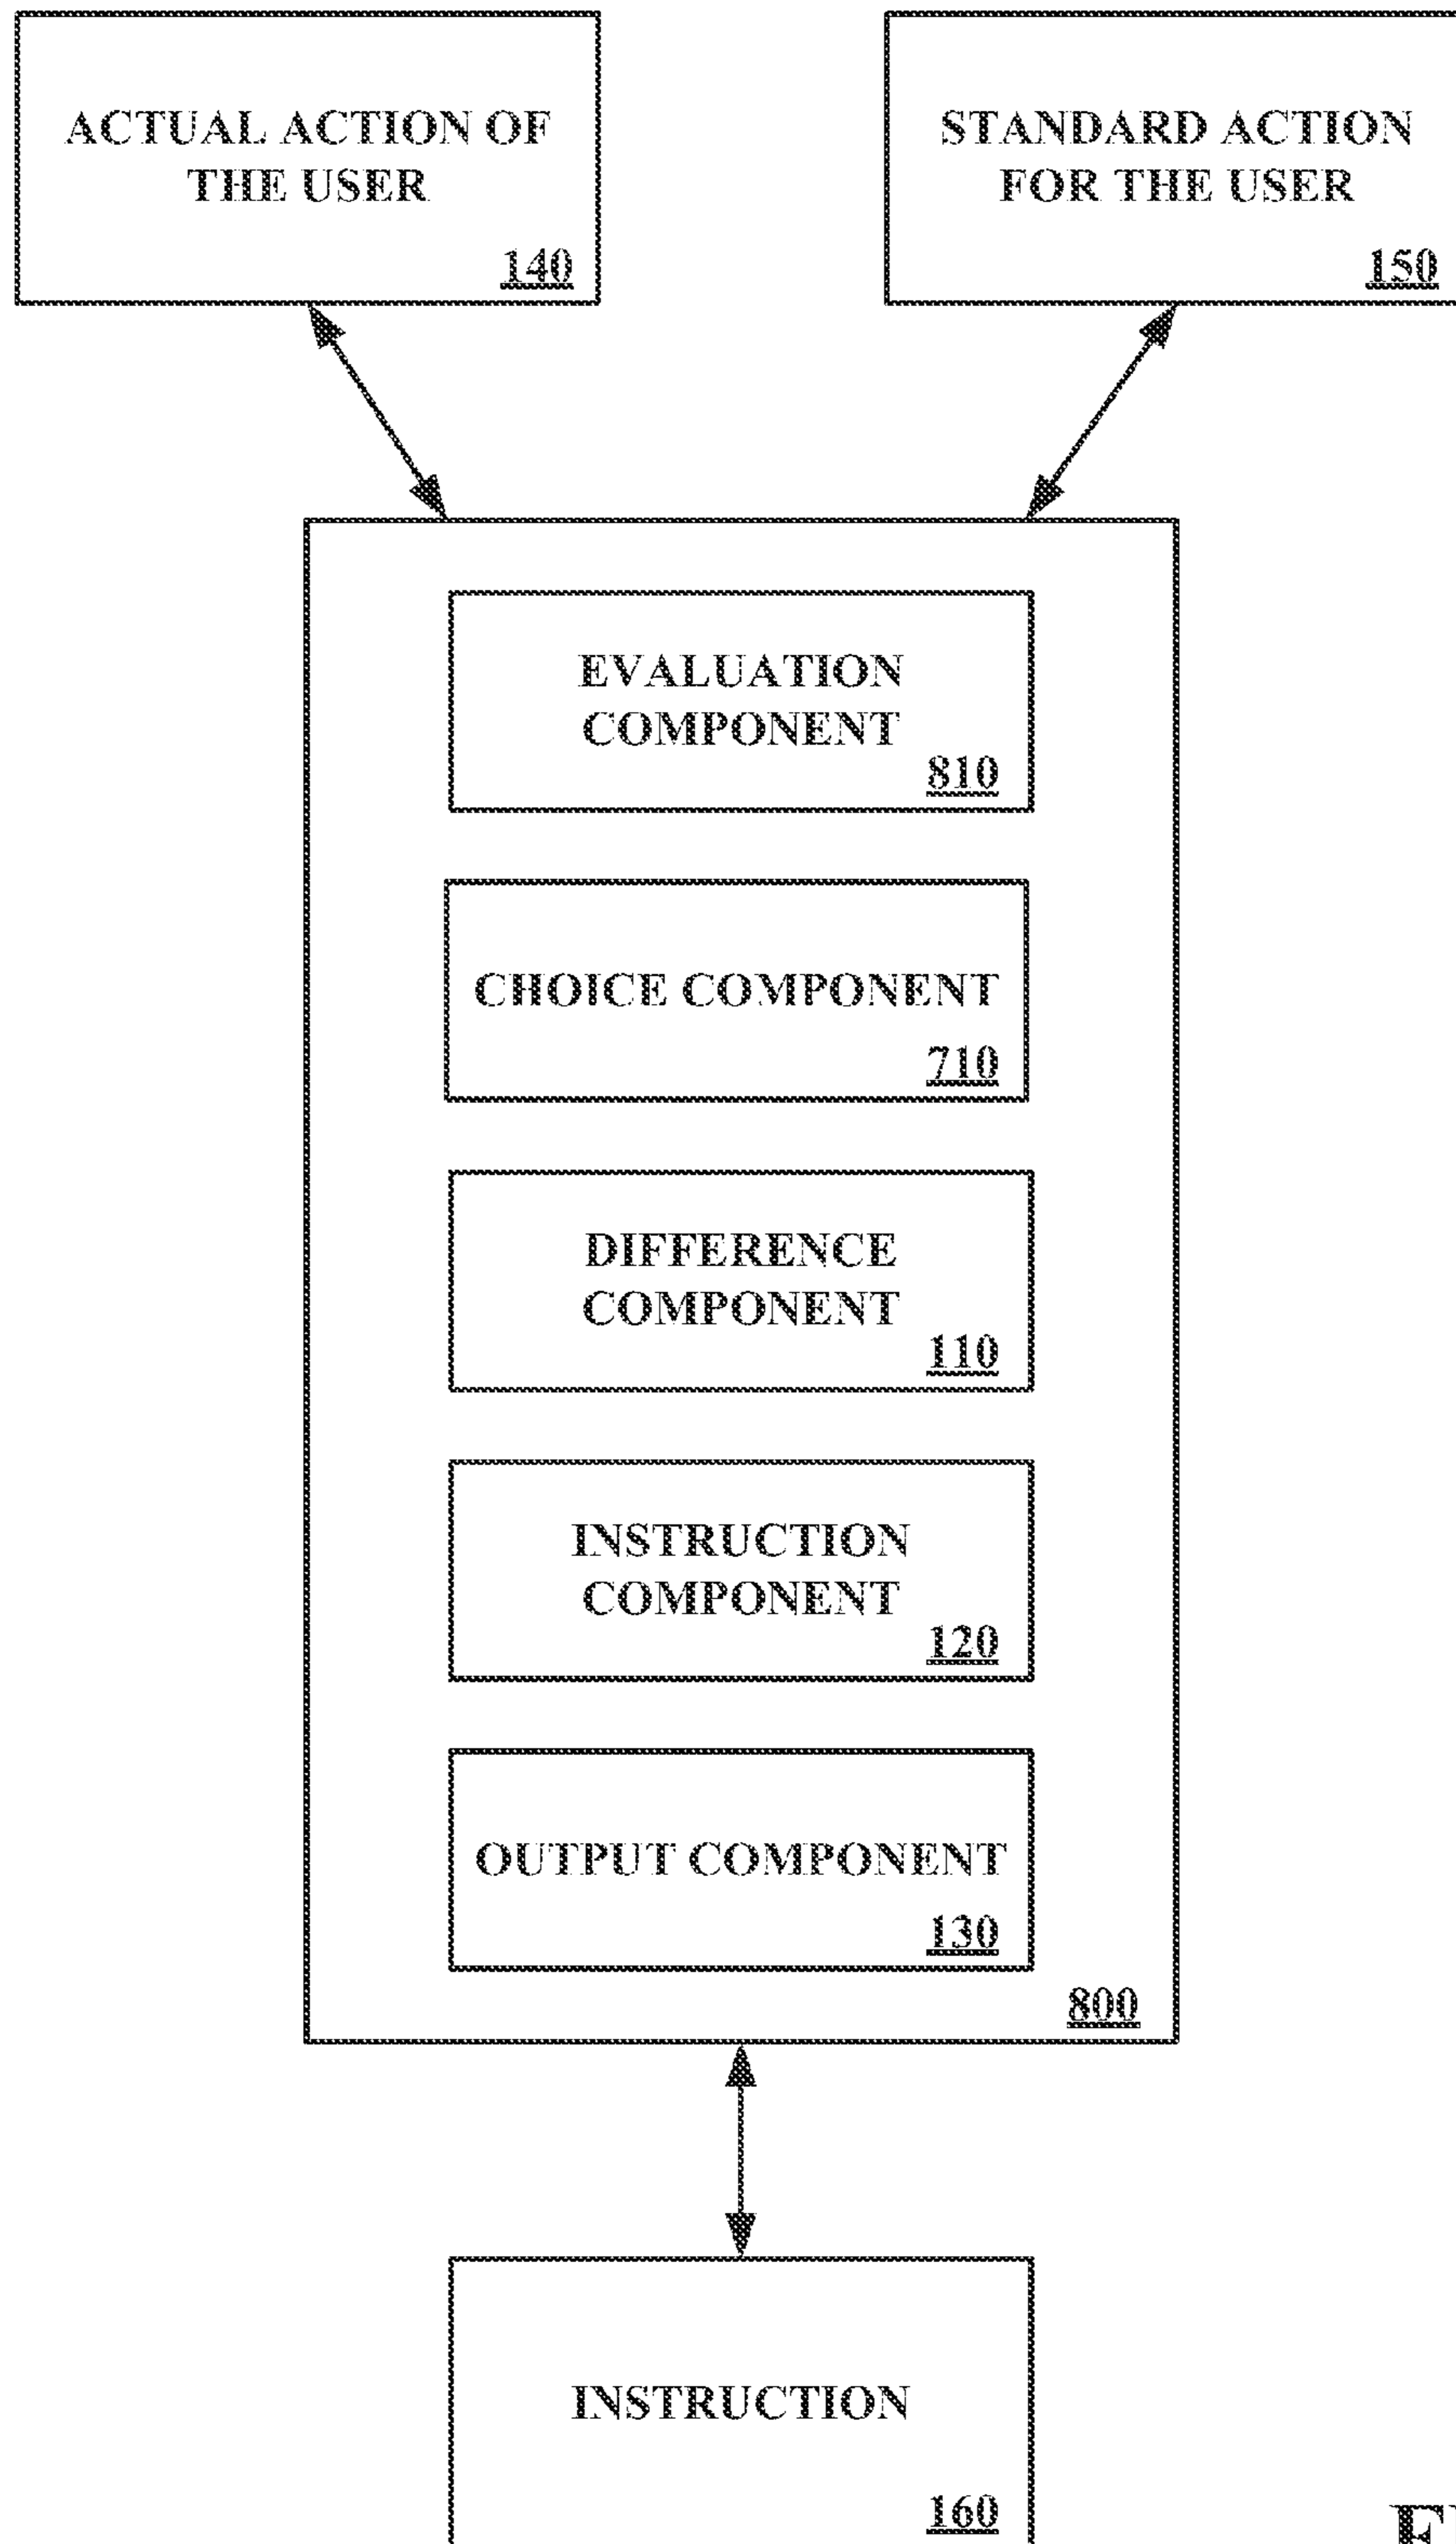 ACTUAL ACTION OF
THE USER
140
STANDARD ACTION
FOR THE USER
150
EVALUATION
COMPONENT
810
CHOICE COMPONENT
710
DIFFERENCE
COMPONENT
110
INSTRUCTION
COMPONENT
120
OUTPUT COMPONENT
130
800
INSTRUCTION
160